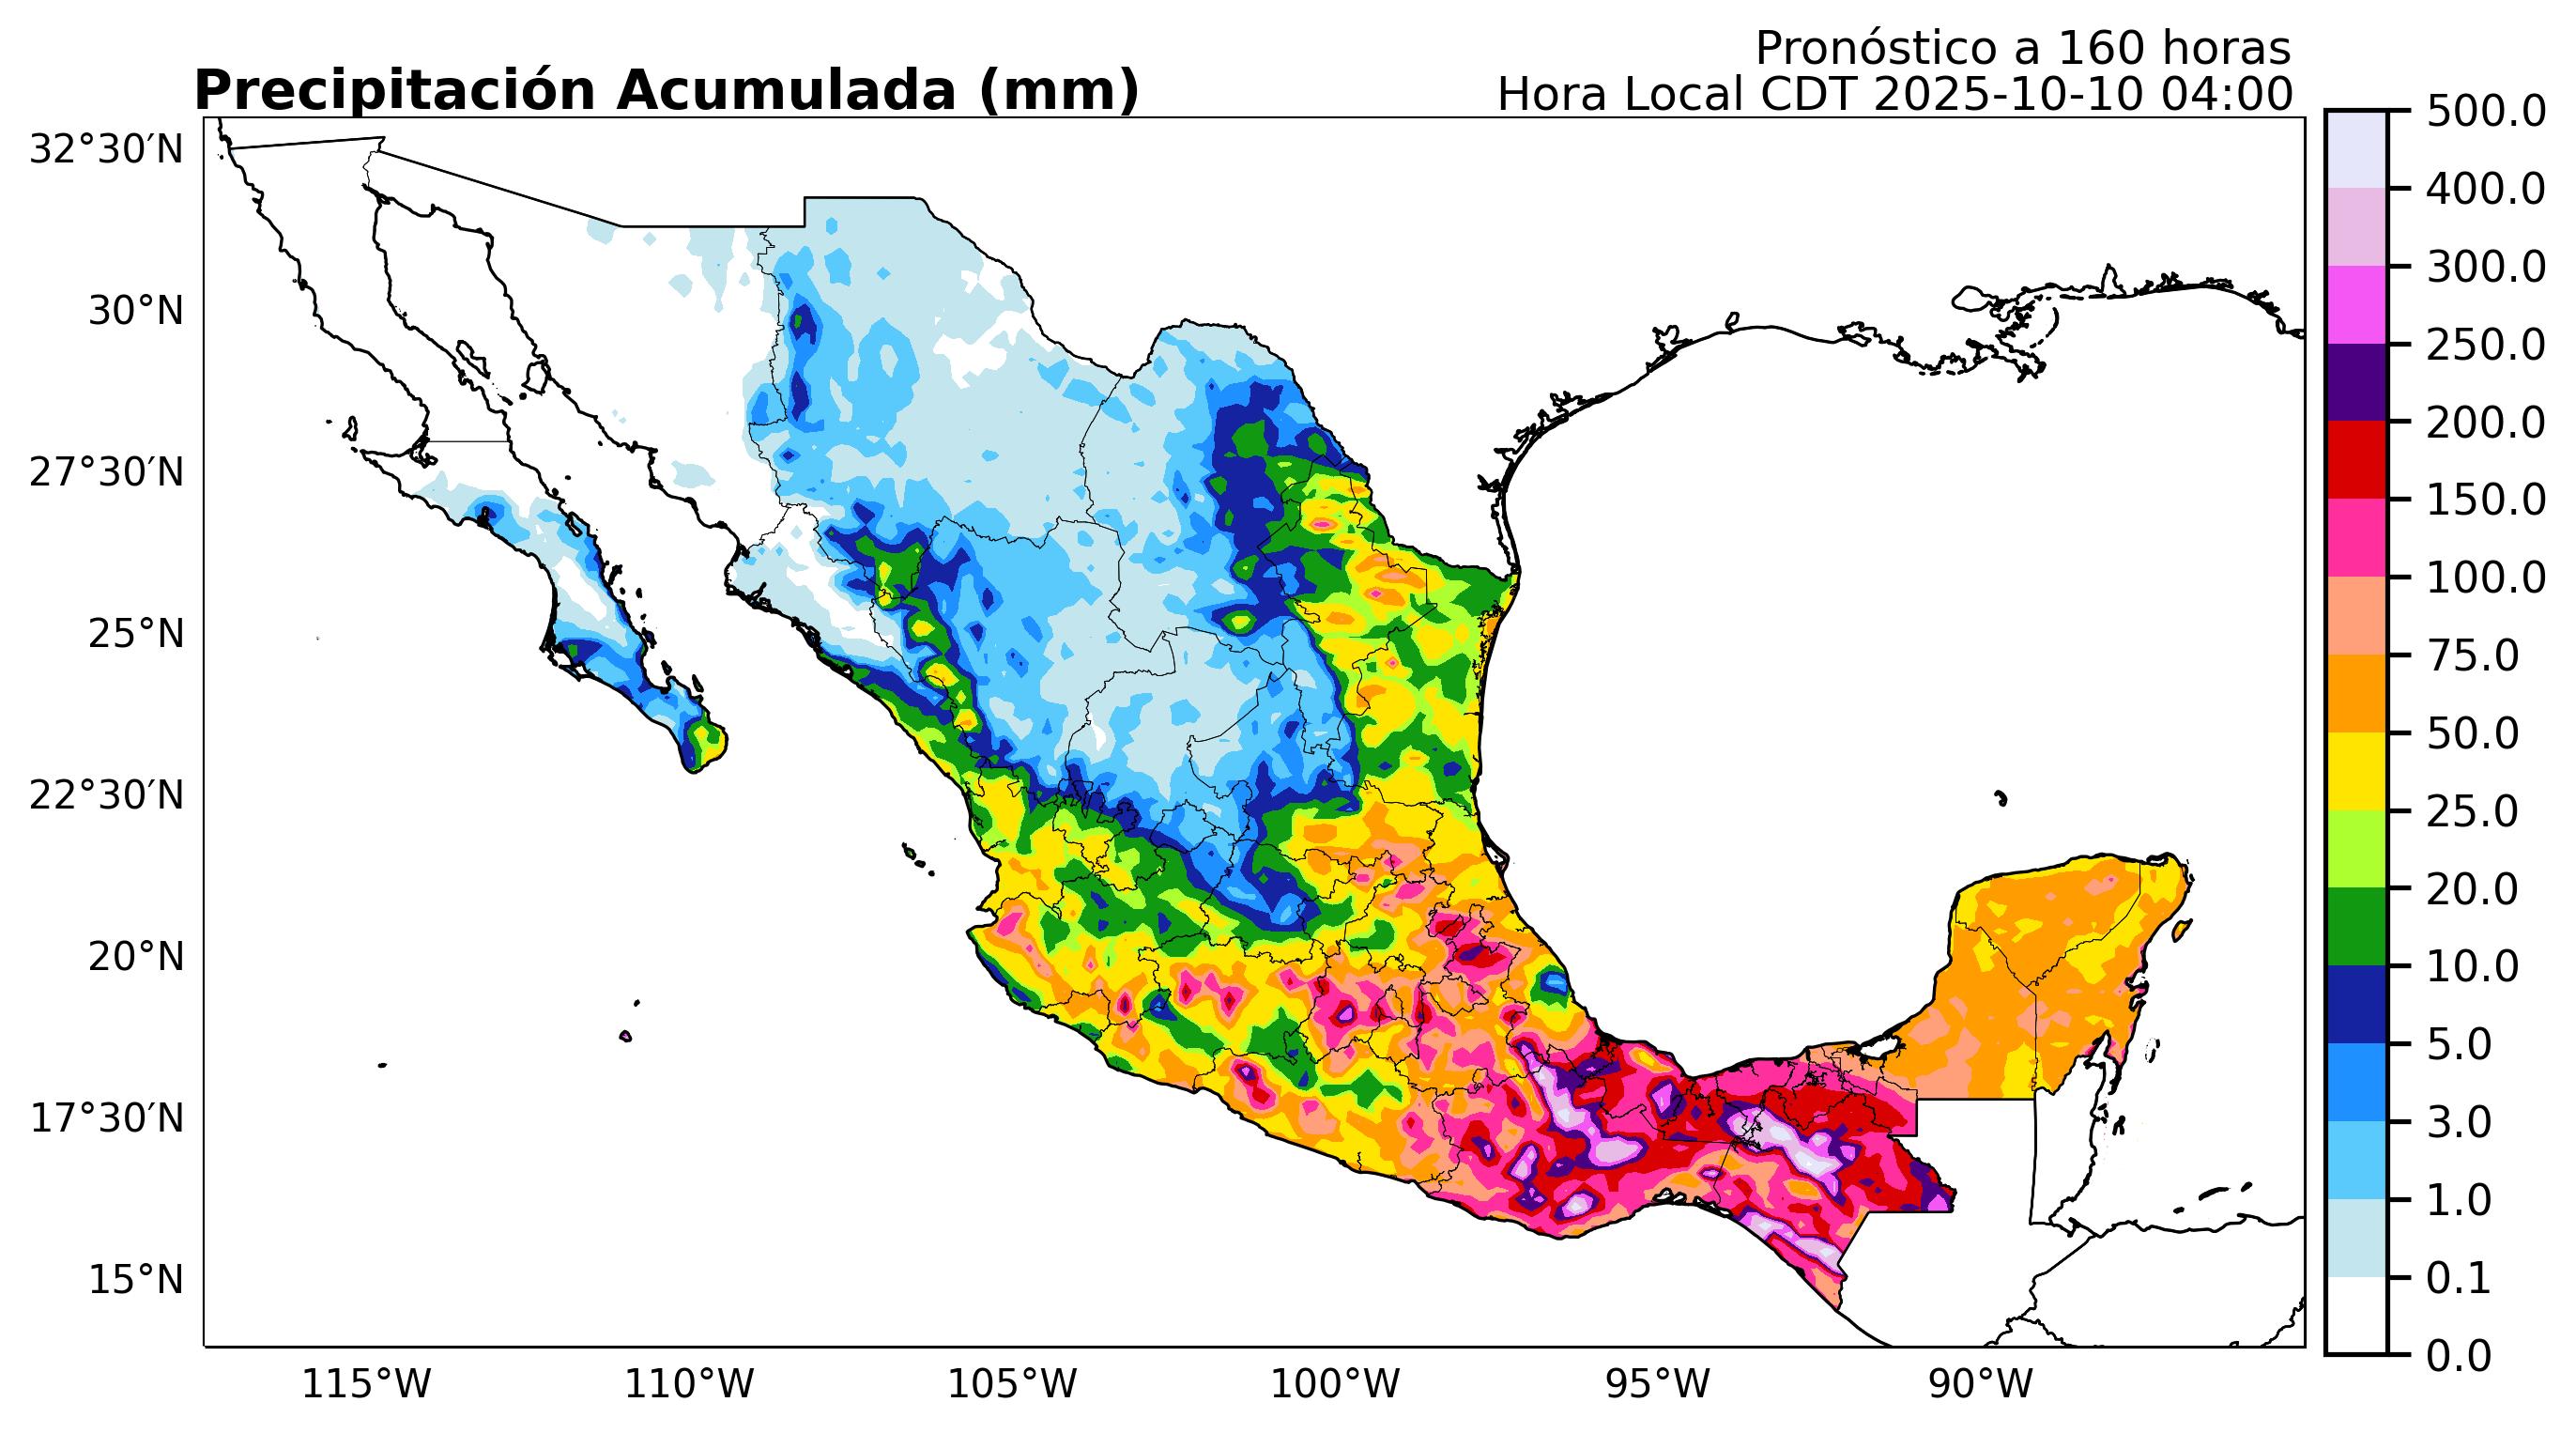 Pronóstico a 160 horas
Precipitación Acumulada (mm)
Hora Local CDT 2025-10-10 04:00
32°30′N
30°N
27°30′N
25°N
22°30′N
20°N
17°30′N
15°N
115°W
110°W
105°W
100°W
95°W
90°W
500.0
400.0
300.0
250.0
200.0
150.0
100.0
75.0
50.0
25.0
20.0
10.0
5.0
3.0
1.0
0.1
0.0